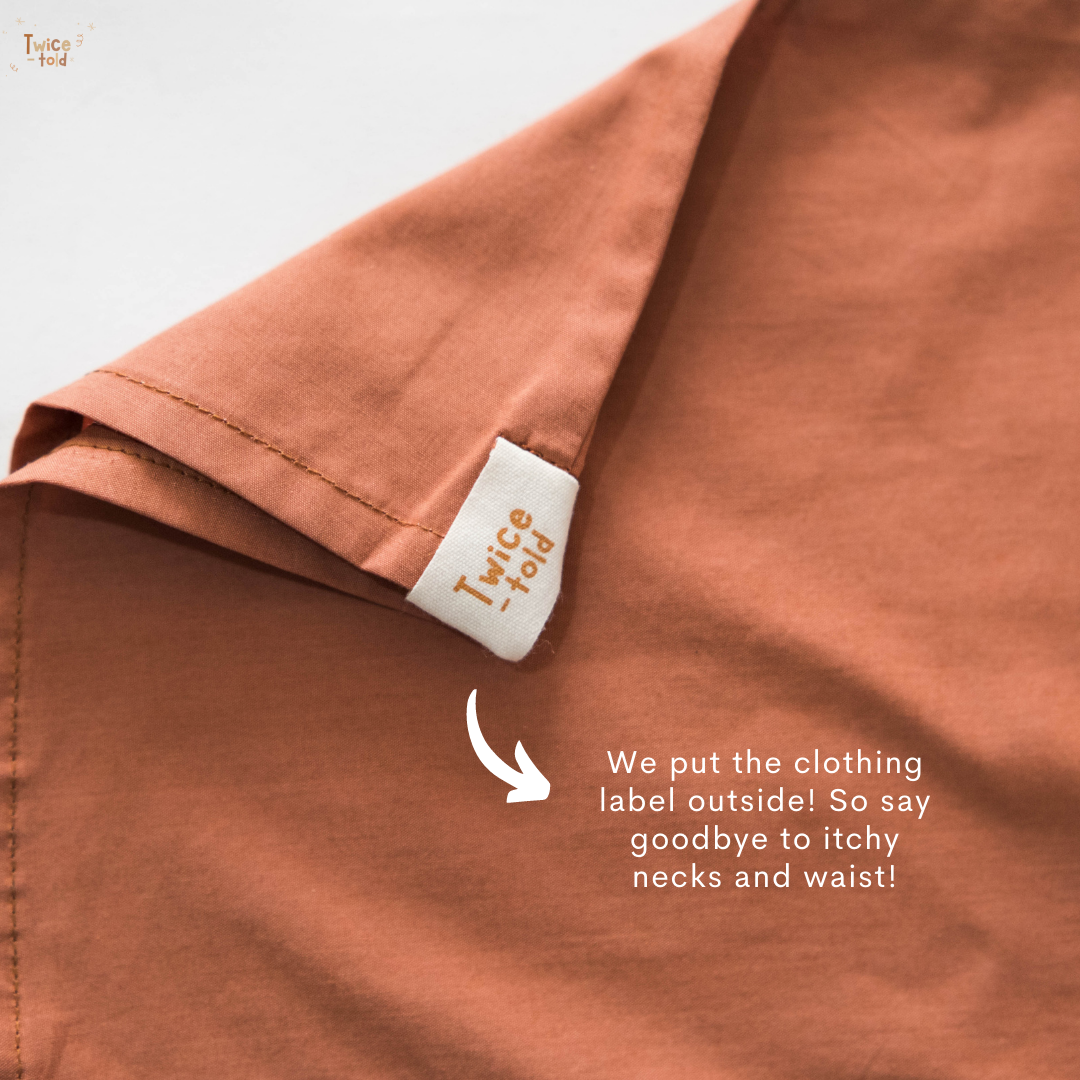 Twice
-told
Twice
-told
We put the clothing
label outside! So say
goodbye to itchy
necks and waist!